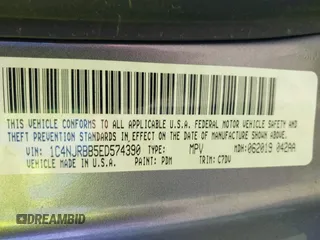 THIS VEHICLE CONFORMS TO ALL APPLICABLE U.S.A. FEDERAL MOTOR VEHICLE SAFETY AND
THEFT PREVENTION STANDARDS IN EFFECT ON THE DATE OF MANUFACTURE SHOWN ABOVE.
VIN: 1C4NJRBB5ED574390 TYPE: MPV MDH:062019 042AA
VEHICLE MADE IN U.S.A. PAINT: PDM TRIM: C7DV
DREAMBID